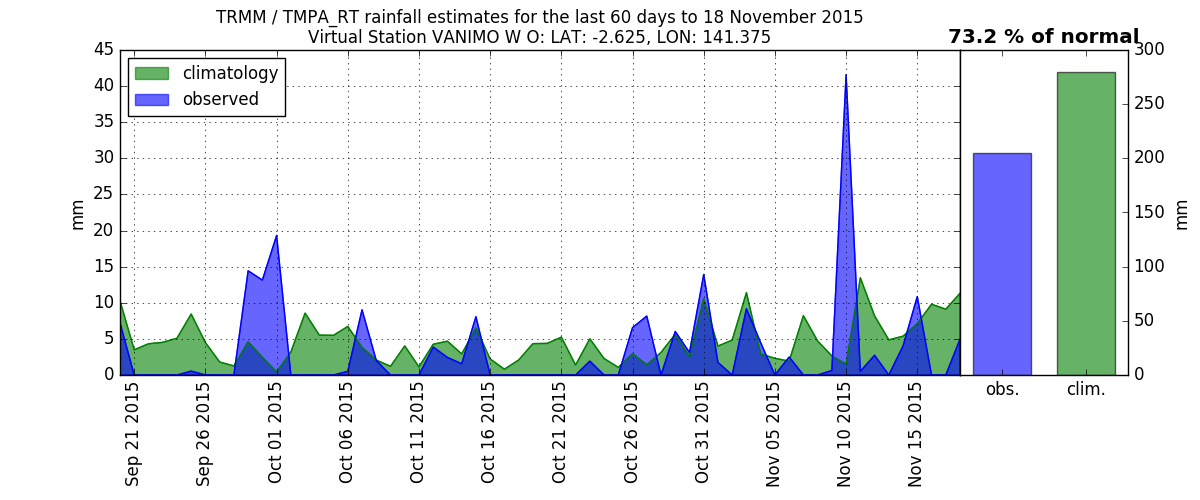 TRMM / TMPA_RT rainfall estimates for the last 60 days to 18 November 2015
Virtual Station VANIMO W O: LAT: -2.625, LON: 141.375
73.2 % of normal
climatology
observed
45
40
35
30
25
20
15
10
5
0
mm
Sep 21 2015
Sep 26 2015
Oct 01 2015
Oct 06 2015
Oct 11 2015
Oct 16 2015
Oct 21 2015
Oct 26 2015
Oct 31 2015
Nov 05 2015
Nov 10 2015
Nov 15 2015
300
250
200
150
100
50
0
mm
obs.
clim.